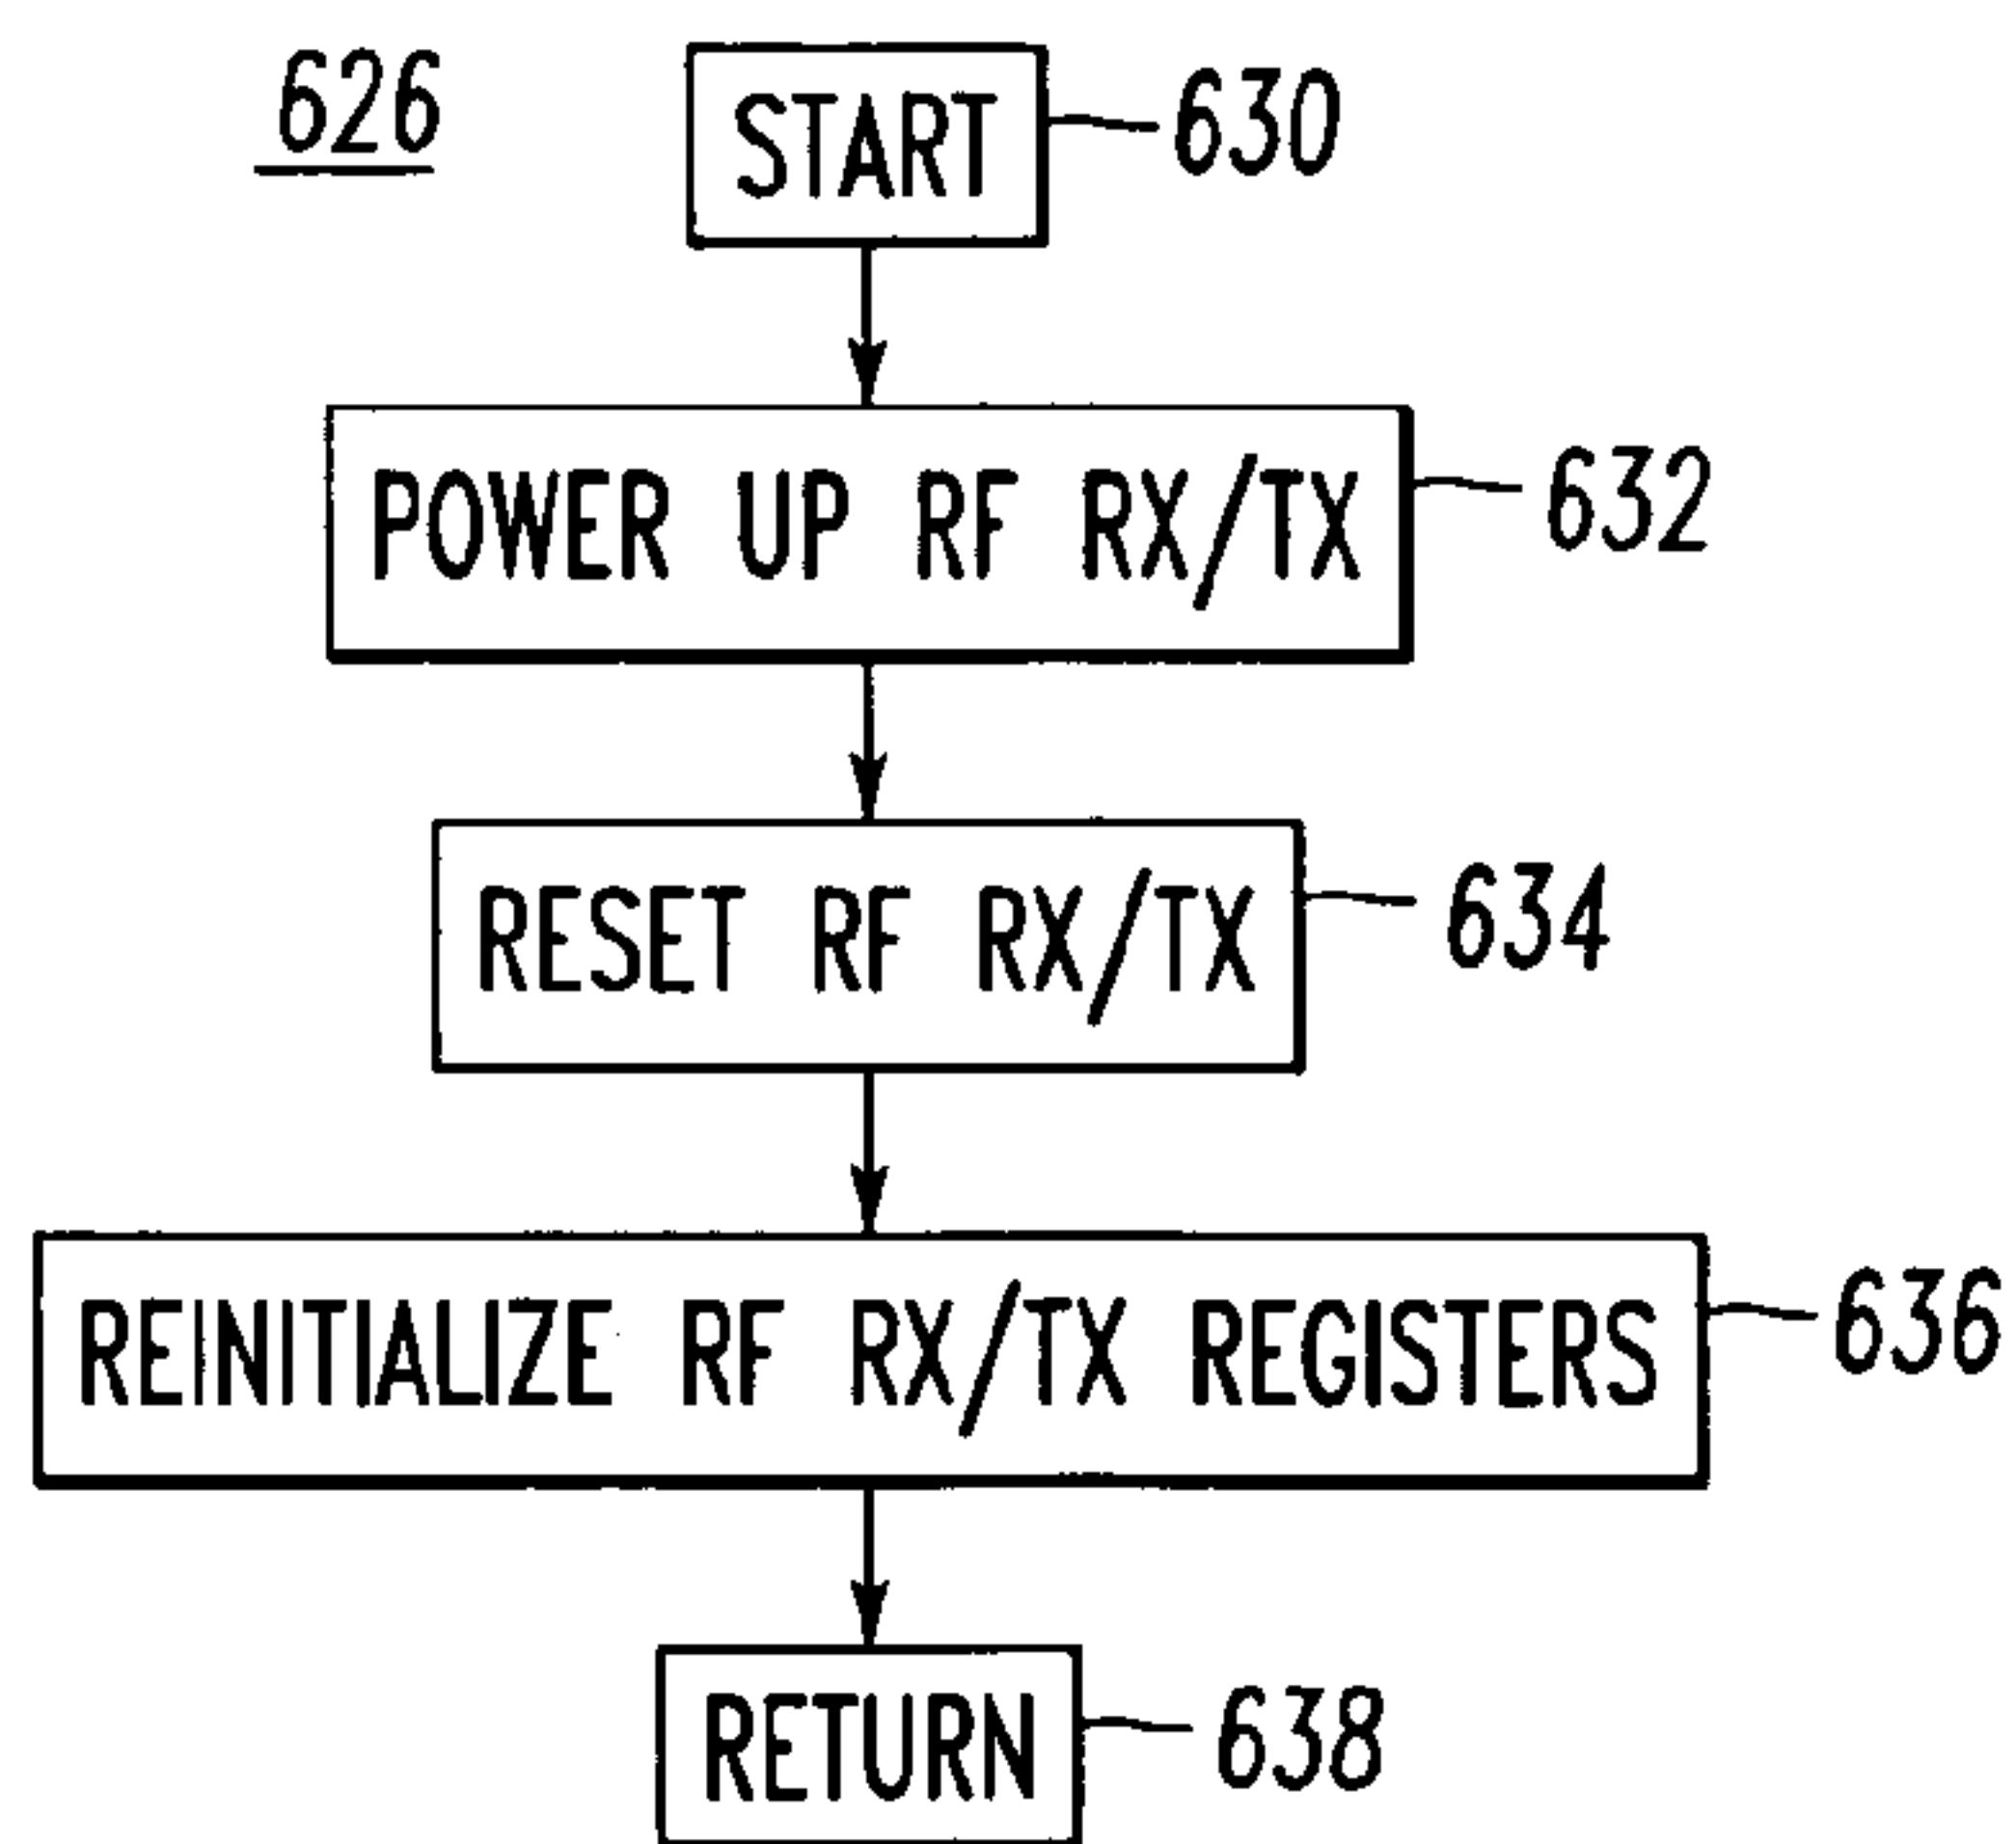 626
START
630
POWER UP RF RX/TX
632
RESET RF RX/TX
634
REINITIALIZE RF RX/TX REGISTERS
636
RETURN
638